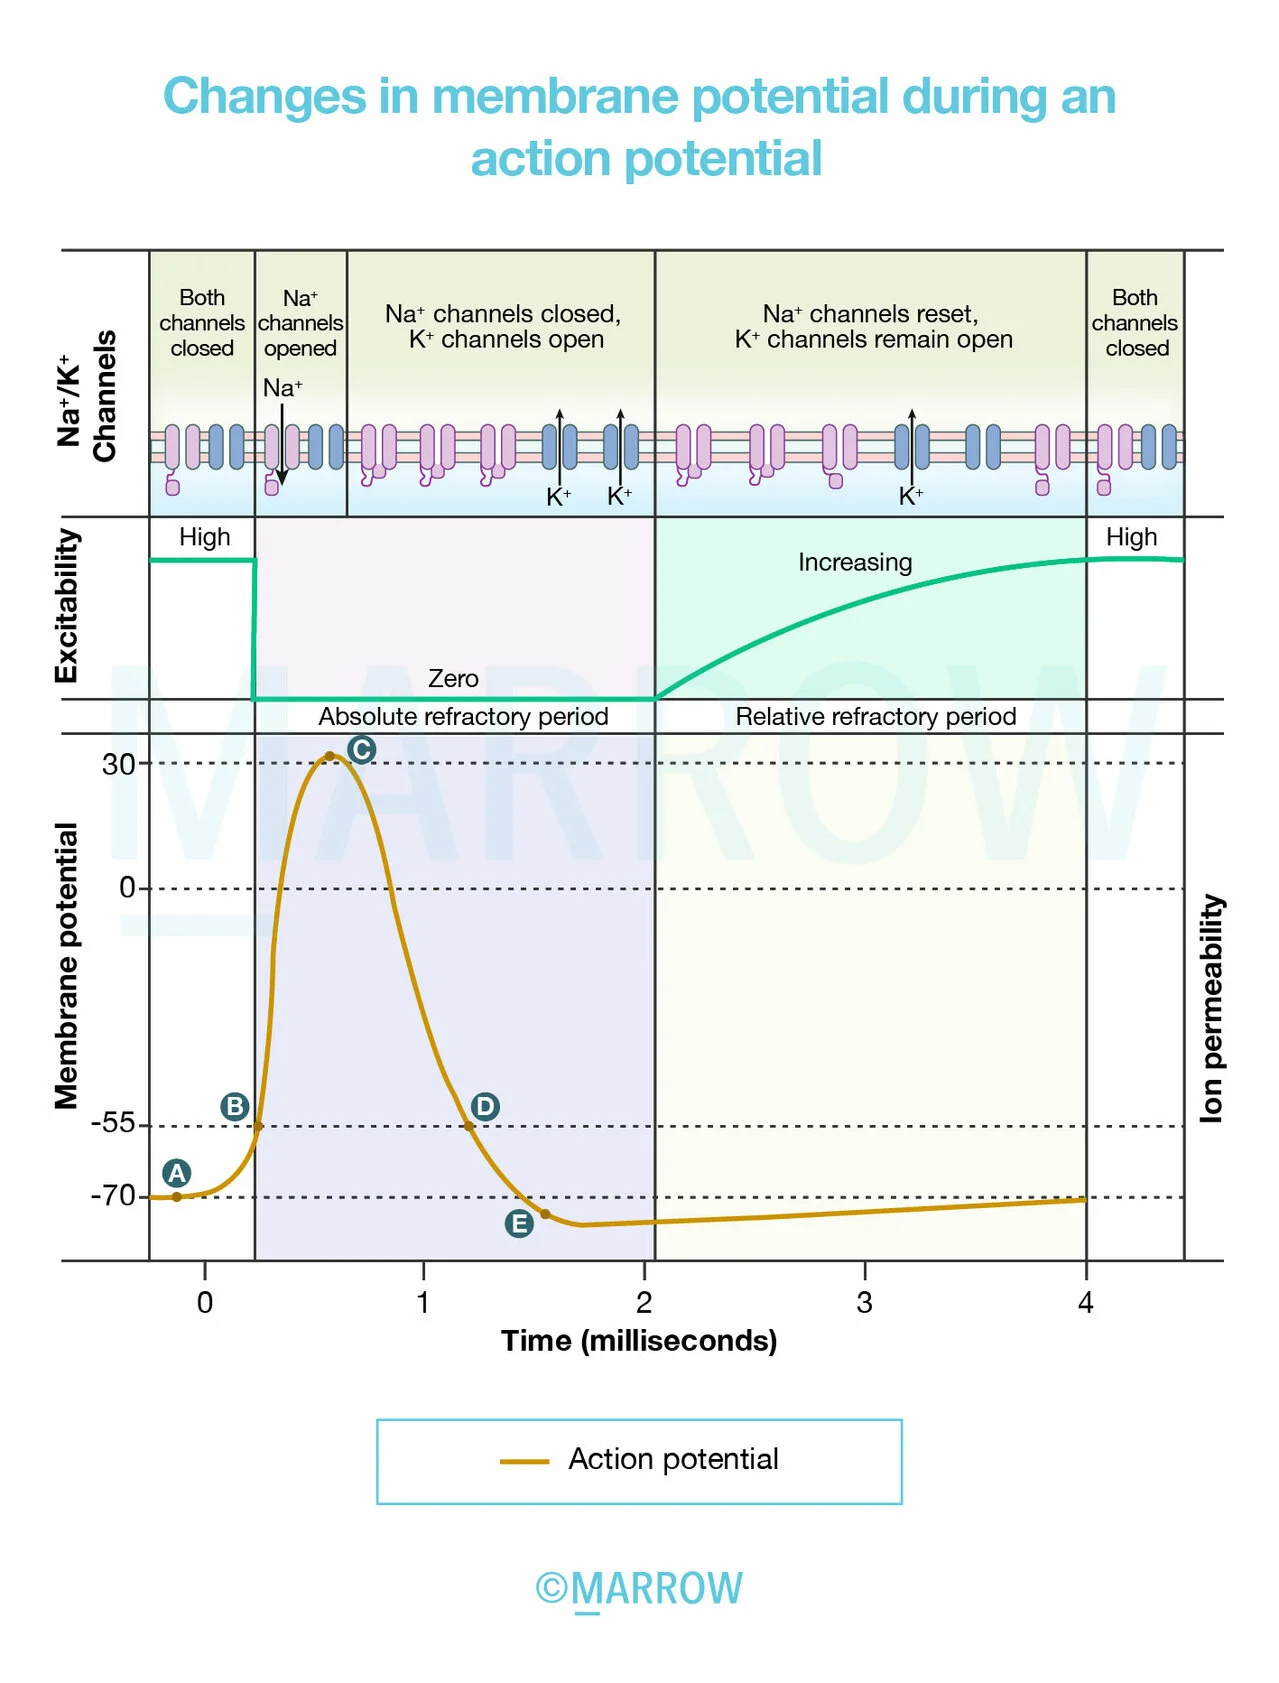 Changes in membrane potential during an
action potential
Na⁺/K⁺
Channels
Both
channels
closed
Na⁺
channels
opened
Na⁺
Na⁺ channels closed,
K⁺ channels open
K⁺
K⁺
Na⁺ channels reset,
K⁺ channels remain open
K⁺
Both
channels
closed
Excitability
High
Zero
Increasing
High
Absolute refractory period
Relative refractory period
MARROW
Membrane potential
30
0
-55
-70
A
B
C
D
E
Ion permeability
0 1 2 3 4
Time (milliseconds)
Action potential
©MARROW